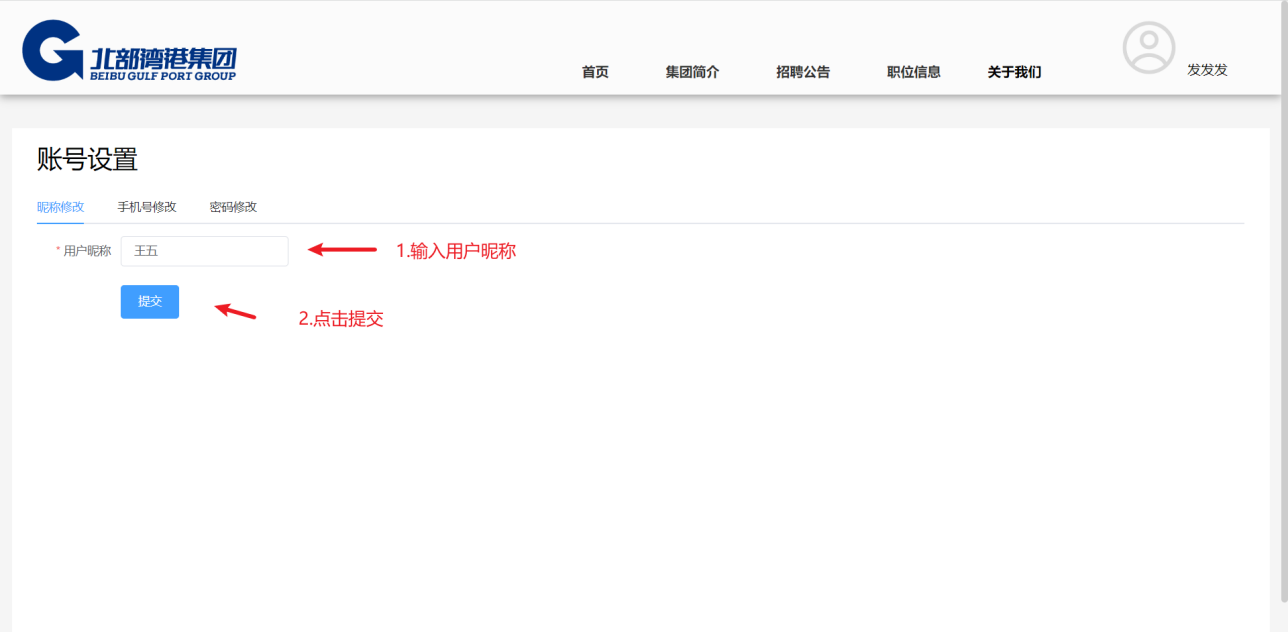 北部湾港集团
BEIBU GULF PORT GROUP
首页 集团简介 招聘公告 职位信息 关于我们 发发发
账号设置
昵称修改 手机号修改 密码修改
* 用户昵称 王五 1.输入用户昵称
提交 2.点击提交